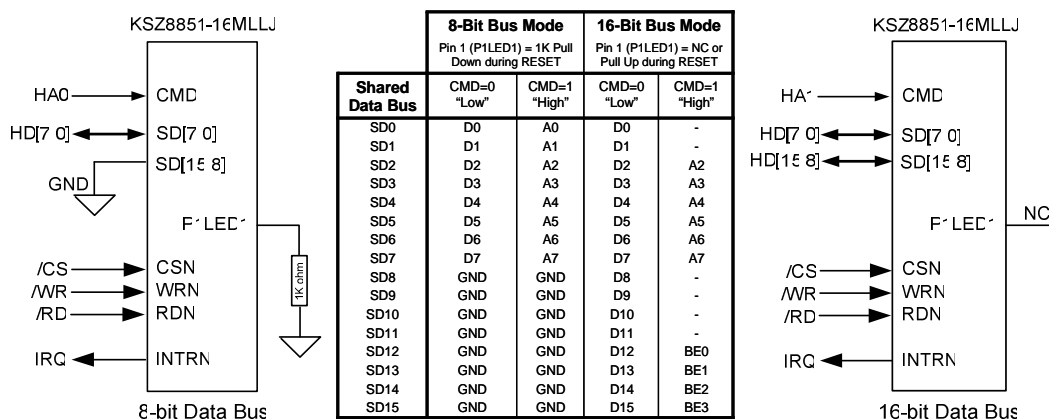 KSZ8851-16MLLJ
HA0
CMD
HD[7 0]
SD[7 0]
SD[15 8]
GND
P1LED1
1K ohm
/CS
CSN
/WR
WRN
/RD
RDN
IRQ
INTRN
8-bit Data Bus
8-Bit Bus Mode 16-Bit Bus Mode
Pin 1 (P1LED1) = 1K Pull Down during RESET
Pin 1 (P1LED1) = NC or Pull Up during RESET
Shared Data Bus
CMD=0 "Low" CMD=1 "High" CMD=0 "Low" CMD=1 "High"
SD0 D0 A0 D0 -
SD1 D1 A1 D1 -
SD2 D2 A2 D2 A2
SD3 D3 A3 D3 A3
SD4 D4 A4 D4 A4
SD5 D5 A5 D5 A5
SD6 D6 A6 D6 A6
SD7 D7 A7 D7 A7
SD8 GND GND D8 -
SD9 GND GND D9 -
SD10 GND GND D10 -
SD11 GND GND D11 -
SD12 GND GND D12 BE0
SD13 GND GND D13 BE1
SD14 GND GND D14 BE2
SD15 GND GND D15 BE3
KSZ8851-16MLLJ
HA1
CMD
HD[7 0]
SD[7 0]
HD[15 8]
SD[15 8]
P1LED1
NC
/CS
CSN
/WR
WRN
/RD
RDN
IRQ
INTRN
16-bit Data Bus